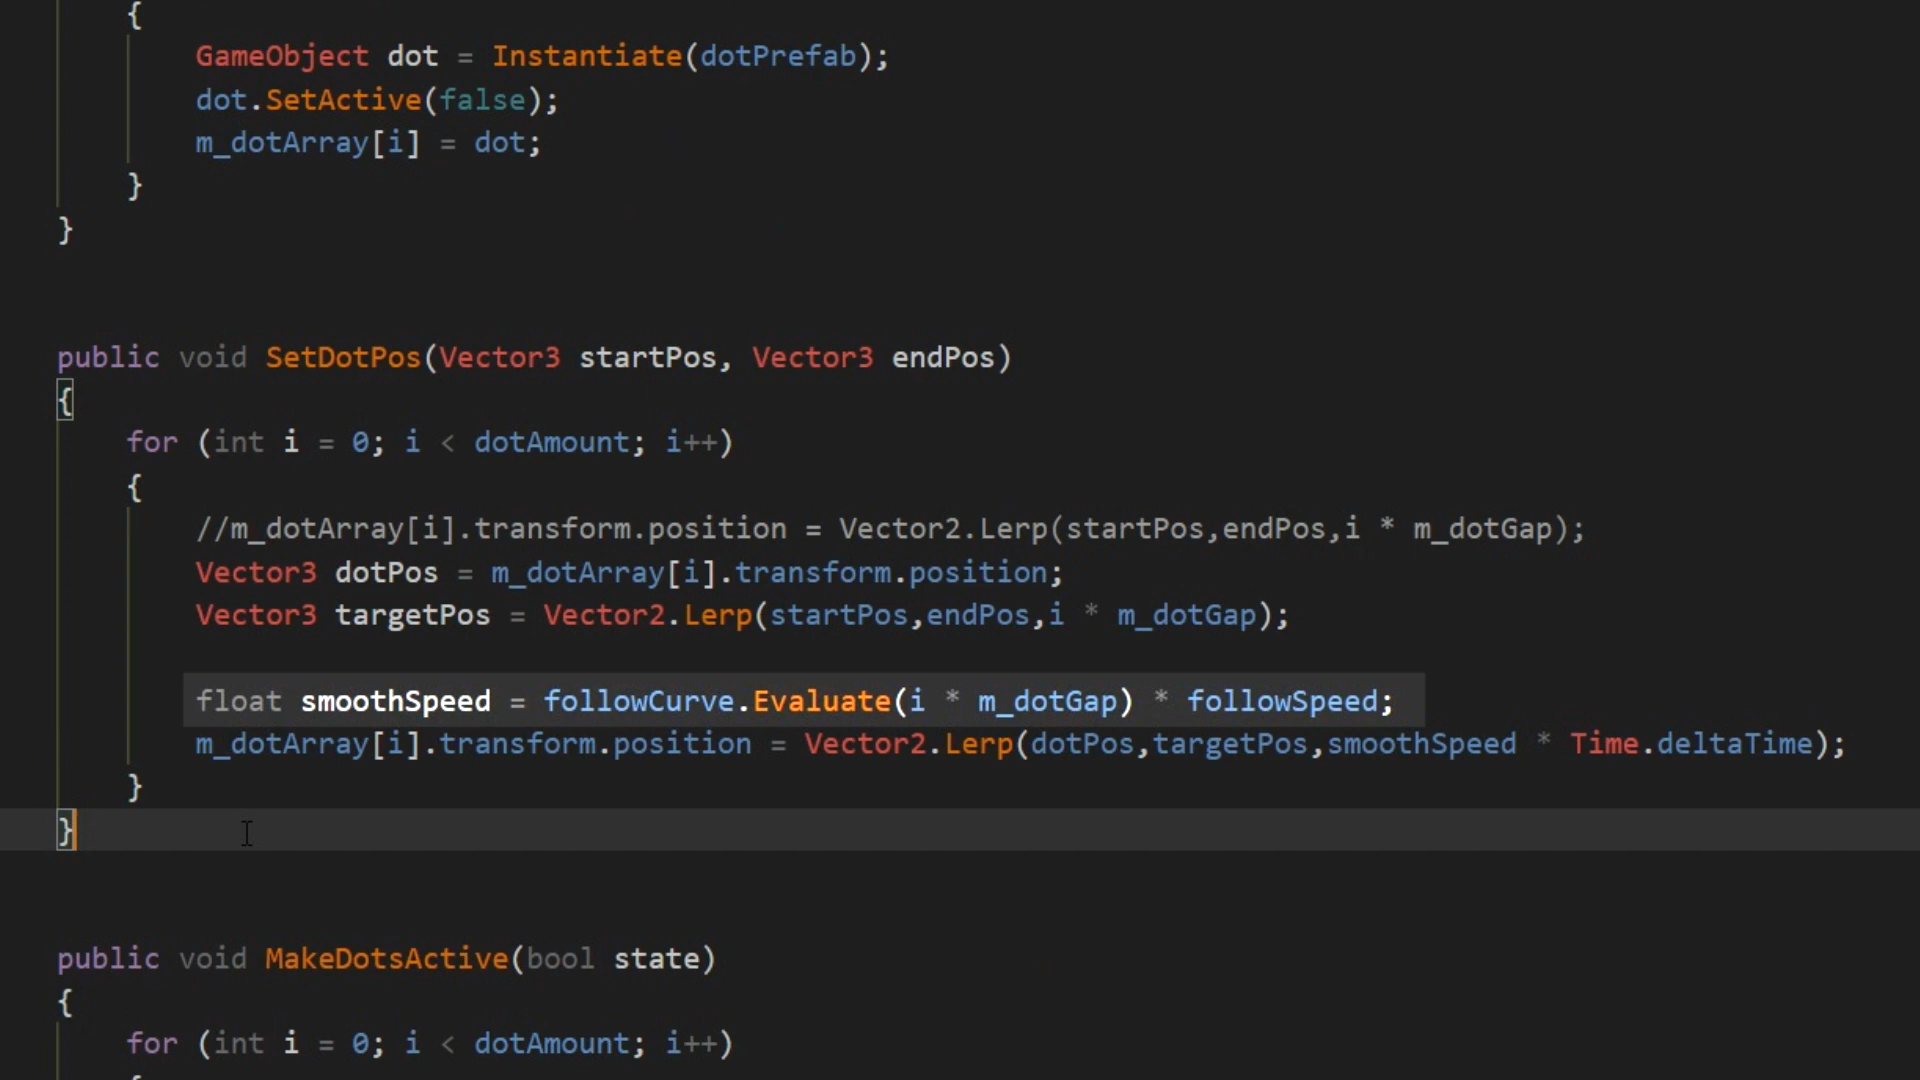 {
GameObject dot = Instantiate(dotPrefab);
dot.SetActive(false);
m_dotArray[i] = dot;
}
}
public void SetDotPos(Vector3 startPos, Vector3 endPos)
{
for (int i = 0; i < dotAmount; i++)
{
//m_dotArray[i].transform.position = Vector2.Lerp(startPos,endPos,i * m_dotGap);
Vector3 dotPos = m_dotArray[i].transform.position;
Vector3 targetPos = Vector2.Lerp(startPos,endPos,i * m_dotGap);
float smoothSpeed = followCurve.Evaluate(i * m_dotGap) * followSpeed;
m_dotArray[i].transform.position = Vector2.Lerp(dotPos,targetPos,smoothSpeed * Time.deltaTime);
}
}
public void MakeDotsActive(bool state)
{
for (int i = 0; i < dotAmount; i++)
{